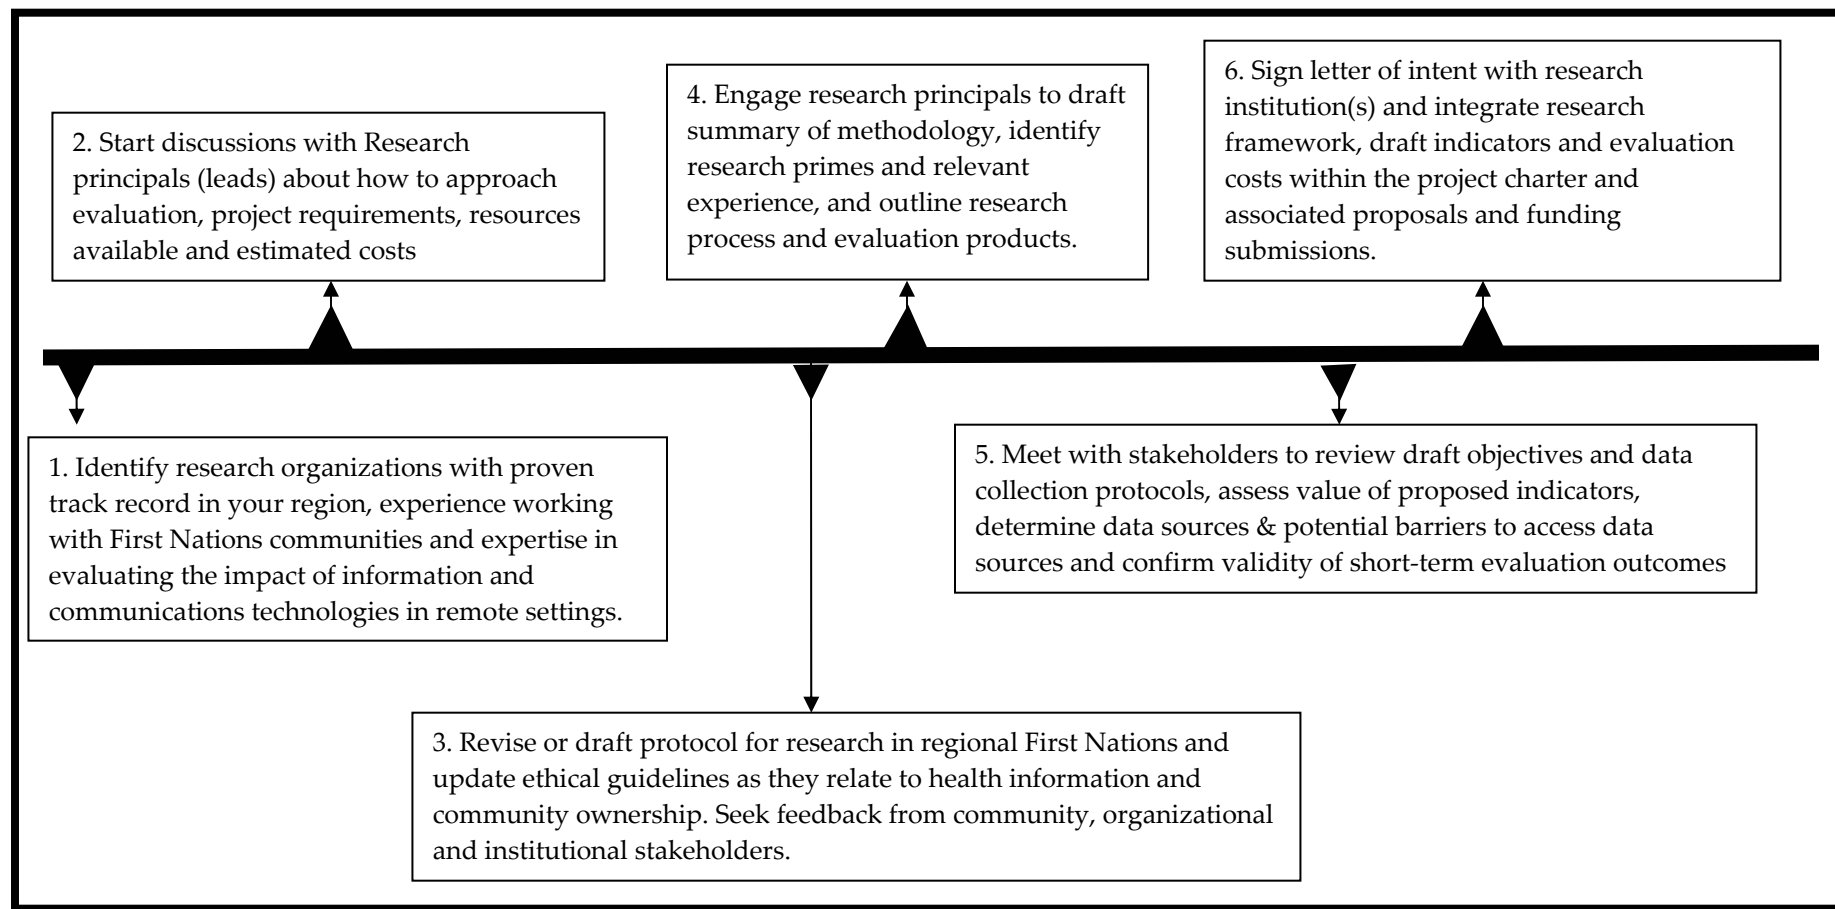 2. Start discussions with Research
principals (leads) about how to approach
evaluation, project requirements, resources
available and estimated costs
4. Engage research principals to draft
summary of methodology, identify
research primes and relevant
experience, and outline research
process and evaluation products.
6. Sign letter of intent with research
institution(s) and integrate research
framework, draft indicators and evaluation
costs within the project charter and
associated proposals and funding
submissions.
1. Identify research organizations with proven
track record in your region, experience working
with First Nations communities and expertise in
evaluating the impact of information and
communications technologies in remote settings.
5. Meet with stakeholders to review draft objectives and data
collection protocols, assess value of proposed indicators,
determine data sources & potential barriers to access data
sources and confirm validity of short-term evaluation outcomes
3. Revise or draft protocol for research in regional First Nations and
update ethical guidelines as they relate to health information and
community ownership. Seek feedback from community, organizational
and institutional stakeholders.